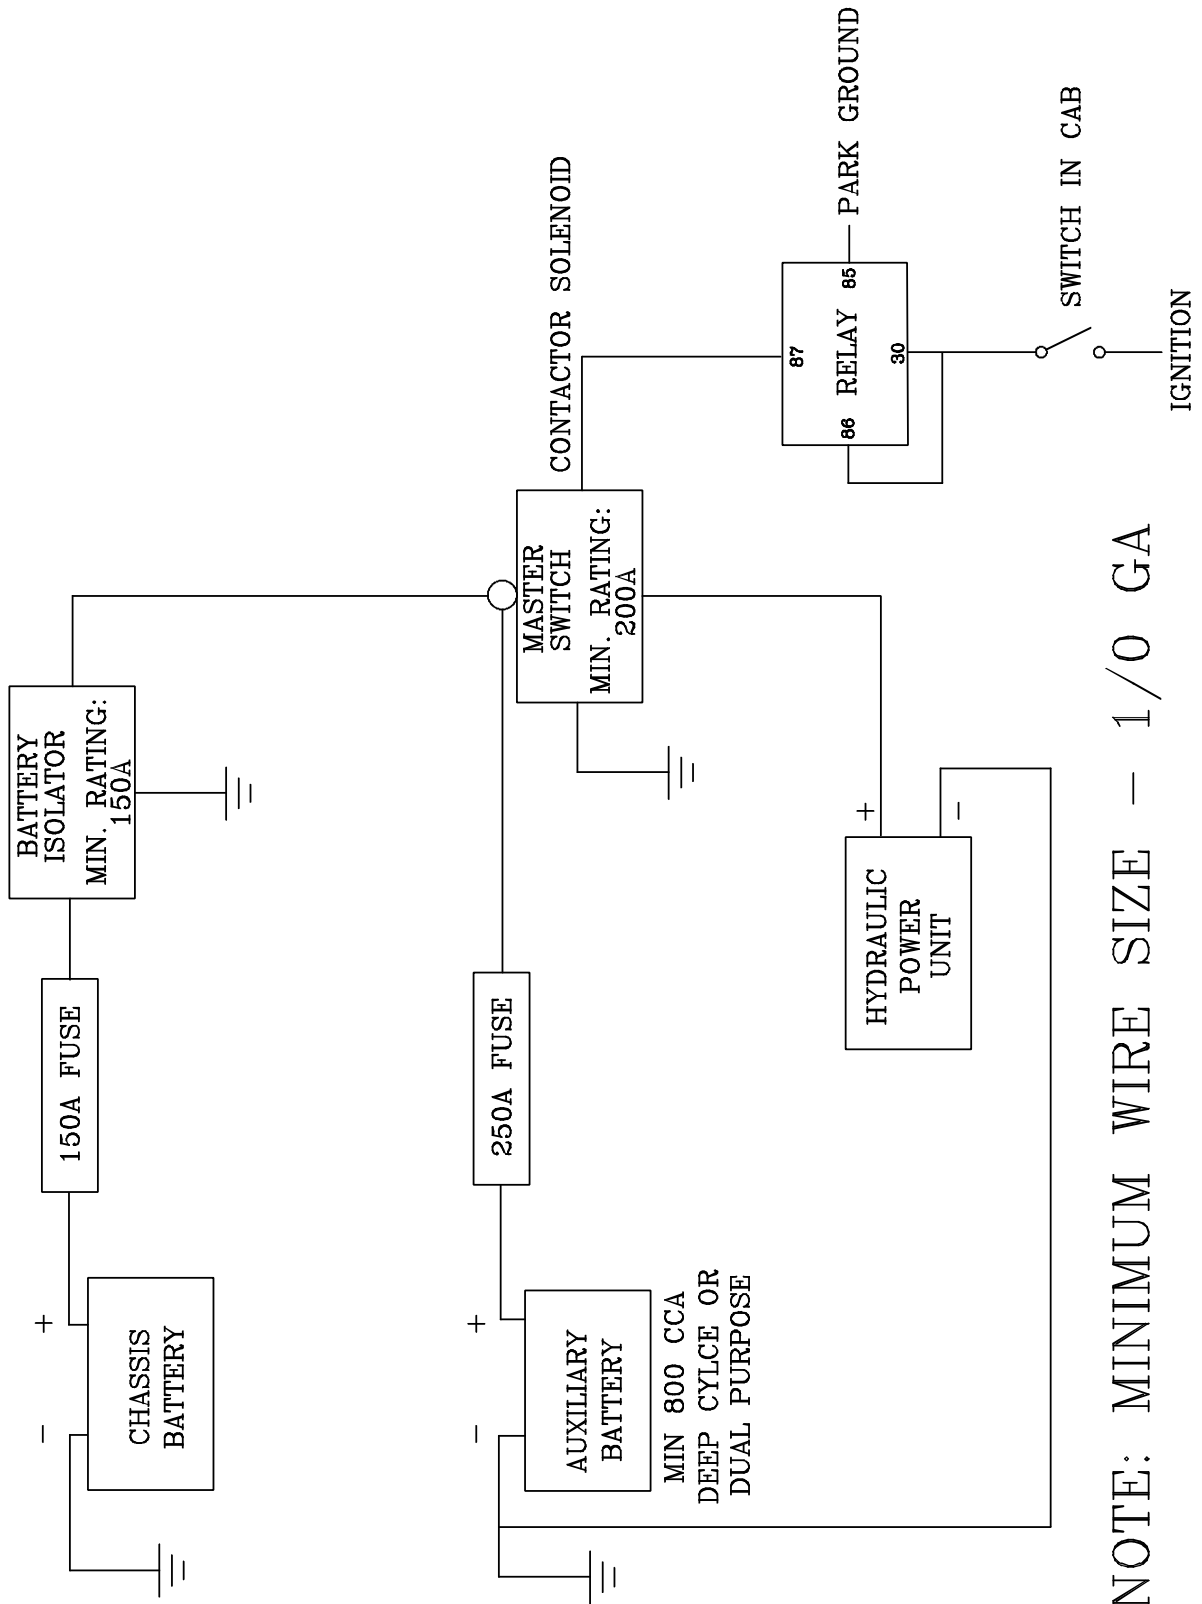 CHASSIS
BATTERY
-
+
150A FUSE
BATTERY
ISOLATOR
MIN. RATING:
150A
AUXILIARY
BATTERY
-
+
MIN 800 CCA
DEEP CYLCE OR
DUAL PURPOSE
250A FUSE
MASTER
SWITCH
MIN. RATING:
200A
CONTACTOR SOLENOID
HYDRAULIC
POWER
UNIT
+
-
87
86
RELAY
85
30
PARK GROUND
SWITCH IN CAB
IGNITION
NOTE: MINIMUM WIRE SIZE - 1/0 GA